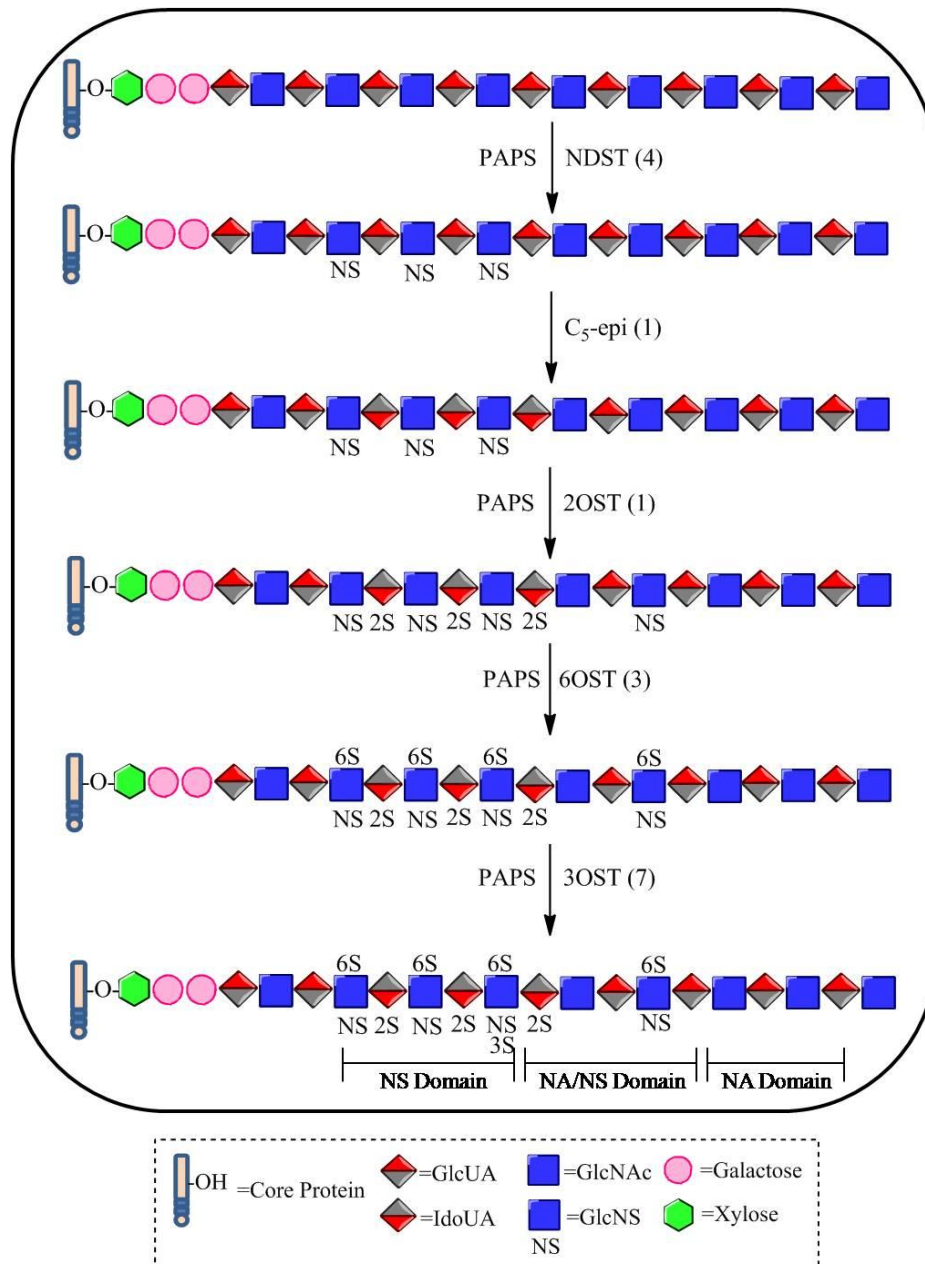 -O-
PAPS NDST (4)
-O-
NS NS NS
C5-epi (1)
-O-
NS NS NS
PAPS 2OST (1)
-O-
NS 2S NS 2S NS 2S NS
PAPS 6OST (3)
6S 6S 6S 6S
-O-
NS 2S NS 2S NS 2S NS
PAPS 3OST (7)
6S 6S 6S 6S
-O-
NS 2S NS 2S NS 2S NS
3S
NS Domain NA/NS Domain NA Domain
-OH =Core Protein =GlcUA =GlcNAc =Galactose
=IdoUA =GlcNS =Xylose
NS